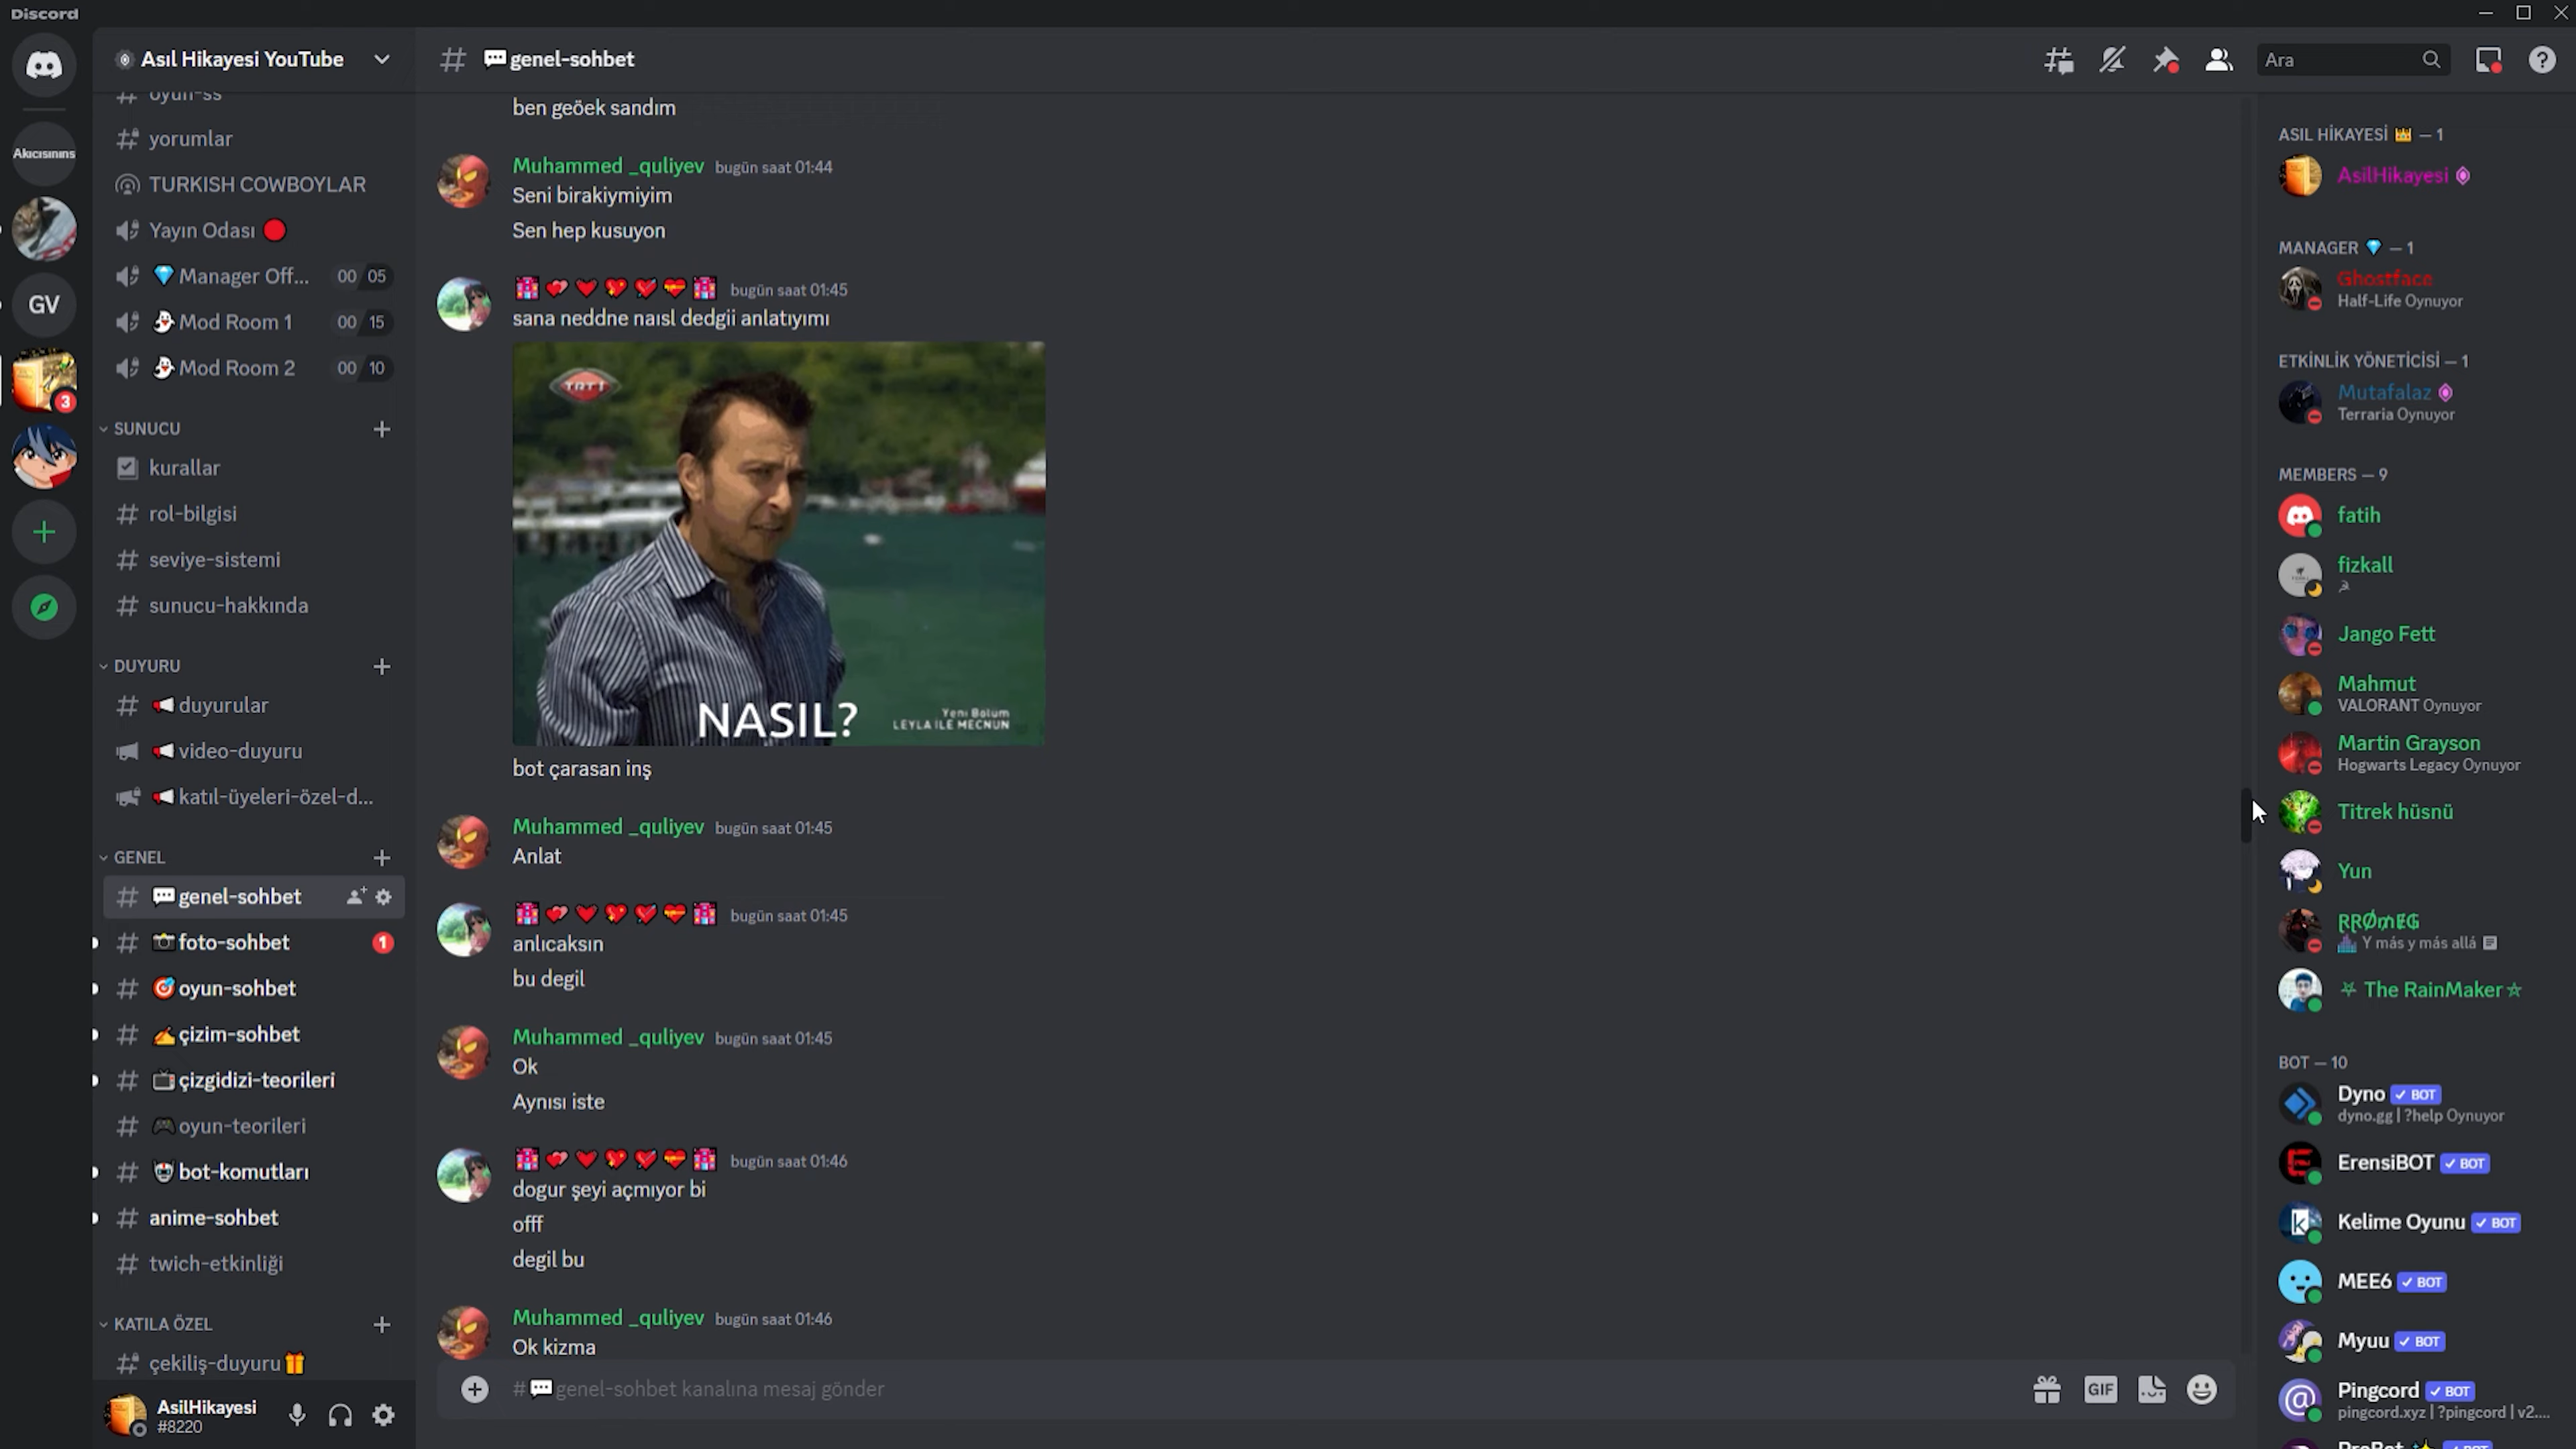 Discord
Akıcısınıns
GV
3
Asıl Hikayesi YouTube
oyun-ss
yorumlar
TURKISH COWBOYLAR
Yayın Odası
Manager Off... 00 05
Mod Room 1 00 15
Mod Room 2 00 10
SUNUCU
kurallar
rol-bilgisi
seviye-sistemi
sunucu-hakkında
DUYURU
duyurular
video-duyuru
katıl-üyeleri-özel-d...
GENEL
genel-sohbet
foto-sohbet 1
oyun-sohbet
çizim-sohbet
çizgidizi-teorileri
oyun-teorileri
bot-komutları
anime-sohbet
twich-etkinliği
KATILA ÖZEL
çekiliş-duyuru
AsilHikayesi
#8220
# genel-sohbet
Ara
ben geöek sandım
Muhammed _quliyev bugün saat 01:44
Seni birakiymiyim
Sen hep kusuyon
bugün saat 01:45
sana neddne naısl dedgii anlatıyımı
TRT1
NASIL?
Yeni Bölüm
LEYLA İLE MECNUN
bot çarasan inş
Muhammed _quliyev bugün saat 01:45
Anlat
bugün saat 01:45
anlıcaksın
bu degil
Muhammed _quliyev bugün saat 01:45
Ok
Aynısı iste
bugün saat 01:46
dogur şeyi açmıyor bi
offf
degil bu
Muhammed _quliyev bugün saat 01:46
Ok kizma
# genel-sohbet kanalına mesaj gönder
GIF
ASIL HİKAYESİ — 1
AsilHikayesi
MANAGER — 1
Ghostface
Half-Life Oynuyor
ETKİNLİK YÖNETİCİSİ — 1
Mutafalaz
Terraria Oynuyor
MEMBERS — 9
fatih
fizkall
Jango Fett
Mahmut
VALORANT Oynuyor
Martin Grayson
Hogwarts Legacy Oynuyor
Titrek hüsnü
Yun
Y más y más allá
The RainMaker
BOT — 10
Dyno BOT
dyno.gg | ?help Oynuyor
ErensiBOT BOT
Kelime Oyunu BOT
MEE6 BOT
Myuu BOT
Pingcord BOT
pingcord.xyz | ?pingcord | v2....